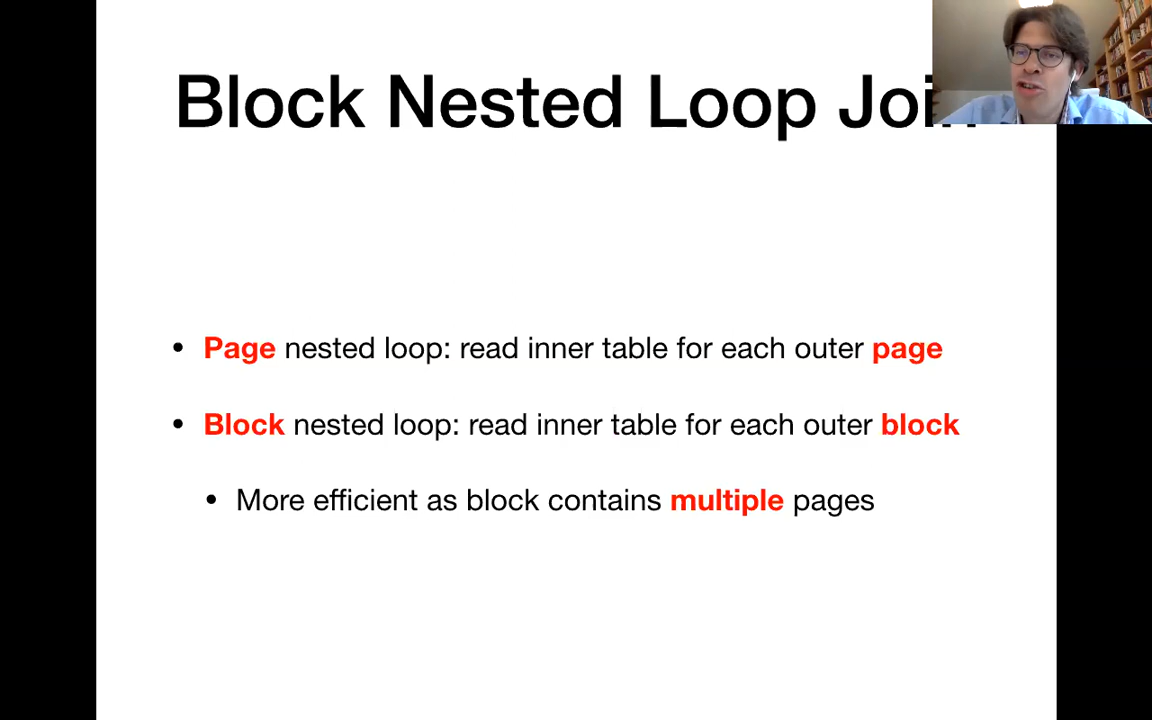 Block Nested Loop Join
• Page nested loop: read inner table for each outer page
• Block nested loop: read inner table for each outer block
• More efficient as block contains multiple pages